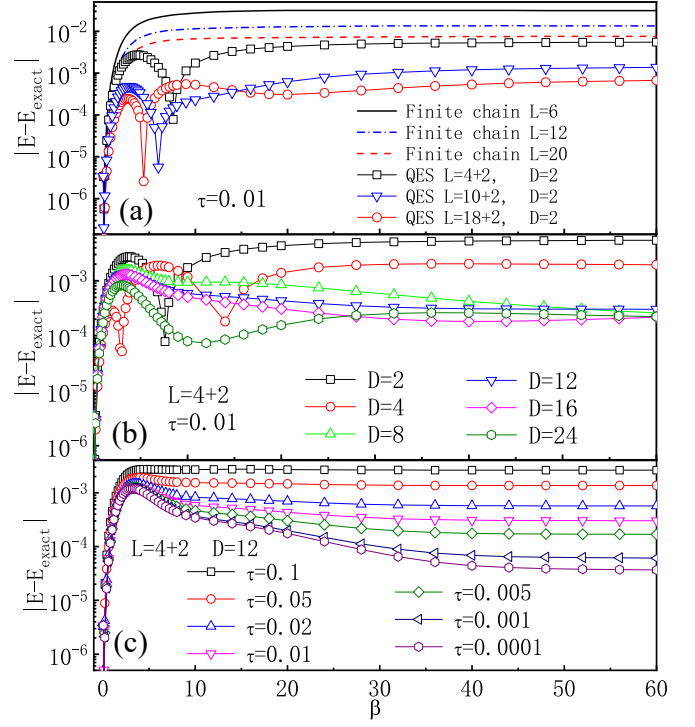 10^-2
10^-3
10^-4
10^-5
10^-6
|E-E_exact|
Finite chain L=6
Finite chain L=12
Finite chain L=20
QES L=4+2, D=2
QES L=10+2, D=2
QES L=18+2, D=2
(a) τ=0.01
10^-3
10^-4
10^-5
10^-6
|E-E_exact|
L=4+2
τ=0.01
(b)
D=2 D=12
D=4 D=16
D=8 D=24
10^-3
10^-4
10^-5
10^-6
|E-E_exact|
L=4+2 D=12
τ=0.1
τ=0.05 τ=0.005
τ=0.02 τ=0.001
τ=0.01 τ=0.0001
(c)
0 10 20 30 40 50 60
β